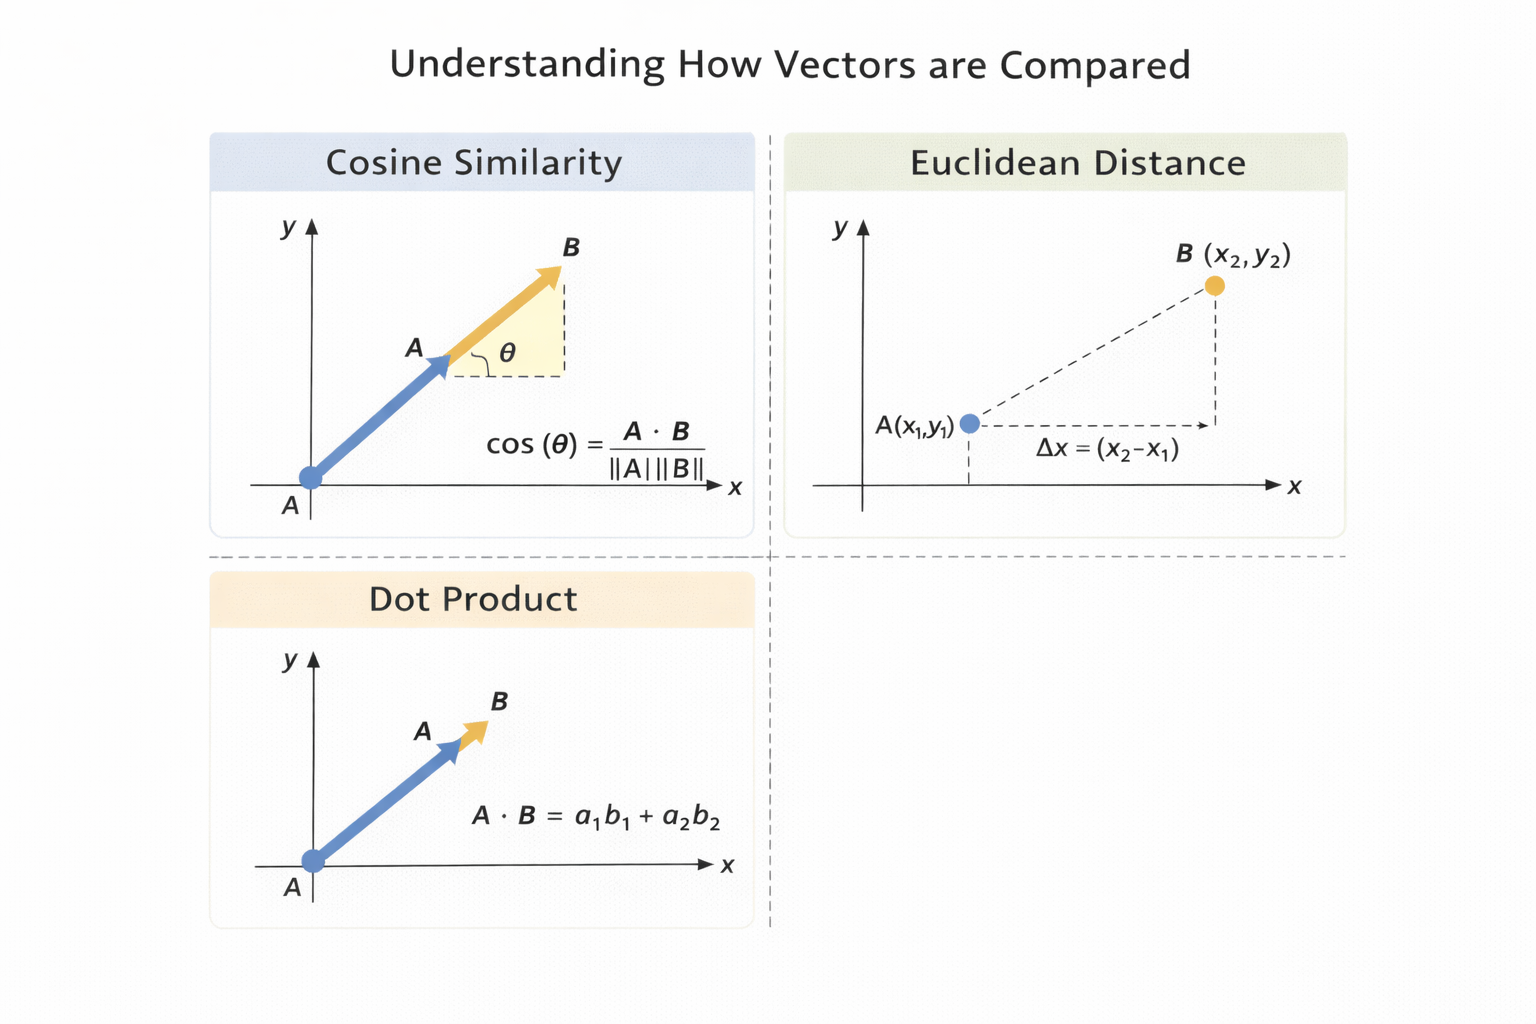 Understanding How Vectors are Compared
Cosine Similarity
y
B
A
θ
cos (θ) = A · B / ||A|||B||
x
A
Euclidean Distance
y
B (x₂, y₂)
A(x₁,y₁)
Δx = (x₂−x₁)
x
Dot Product
y
B
A
A · B = a₁b₁ + a₂b₂
x
A